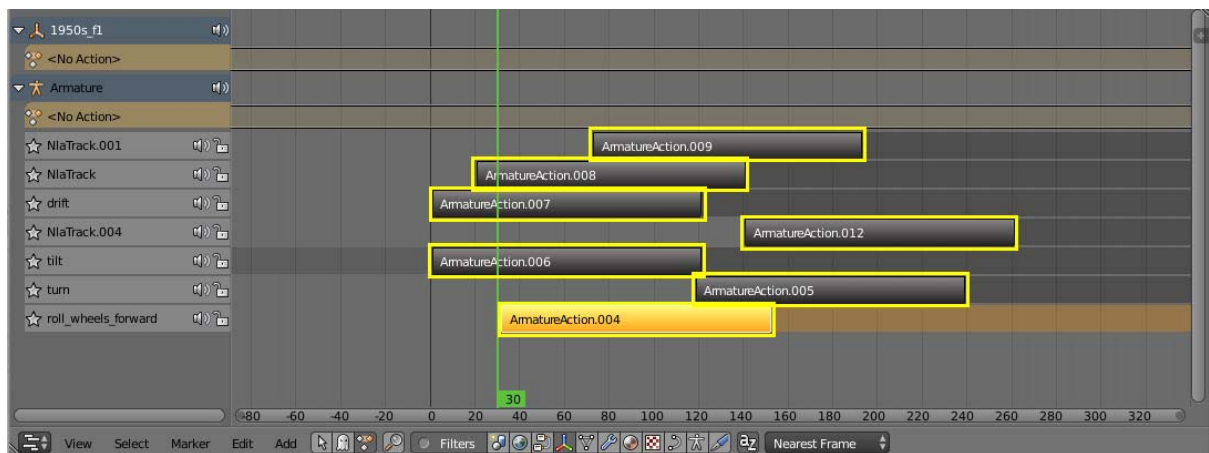 1950s_f1
<No Action>
Armature
<No Action>
NlaTrack.001 ArmatureAction.009
NlaTrack ArmatureAction.008
drift ArmatureAction.007
NlaTrack.004 ArmatureAction.012
tilt ArmatureAction.006
turn ArmatureAction.005
roll_wheels_forward ArmatureAction.004
30
-80 -60 -40 -20 0 20 40 60 80 100 120 140 160 180 200 220 240 260 280 300 320
View Select Marker Edit Add Filters Nearest Frame